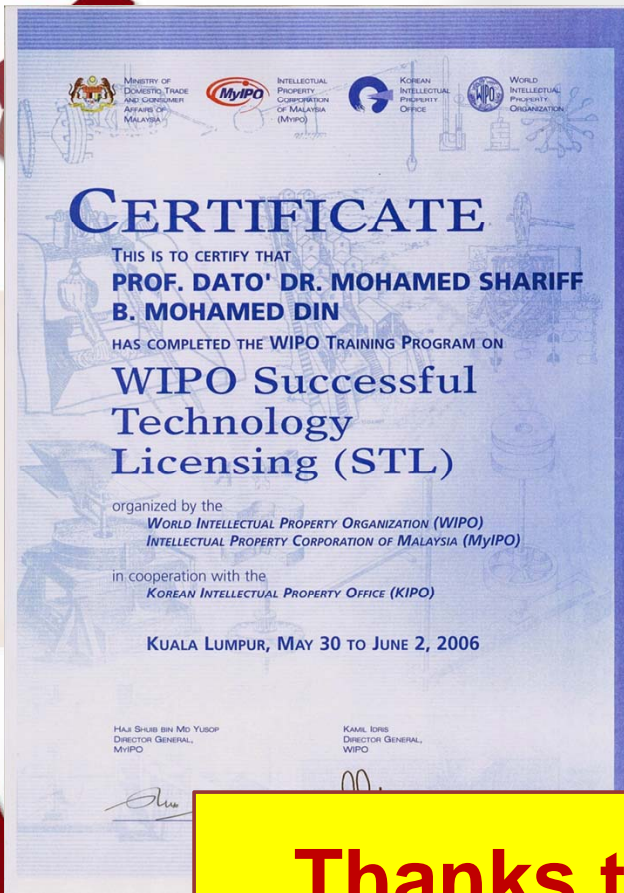 MINISTRY OF
DOMESTIC TRADE
AND CONSUMER
AFFAIRS OF
MALAYSIA
MyIPO
INTELLECTUAL
PROPERTY
CORPORATION
OF MALAYSIA
(MYIPO)
KOREAN
INTELLECTUAL
PROPERTY
OFFICE
WIPO
WORLD
INTELLECTUAL
PROPERTY
ORGANIZATION
CERTIFICATE
THIS IS TO CERTIFY THAT
PROF. DATO' DR. MOHAMED SHARIFF
B. MOHAMED DIN
HAS COMPLETED THE WIPO TRAINING PROGRAM ON
WIPO Successful
Technology
Licensing (STL)
organized by the
WORLD INTELLECTUAL PROPERTY ORGANIZATION (WIPO)
INTELLECTUAL PROPERTY CORPORATION OF MALAYSIA (MyIPO)
in cooperation with the
KOREAN INTELLECTUAL PROPERTY OFFICE (KIPO)
KUALA LUMPUR, MAY 30 TO JUNE 2, 2006
HAJI SHUIB BIN MD YUSOP
DIRECTOR GENERAL,
MYIPO
KAMIL IDRIS
DIRECTOR GENERAL,
WIPO
Thanks t